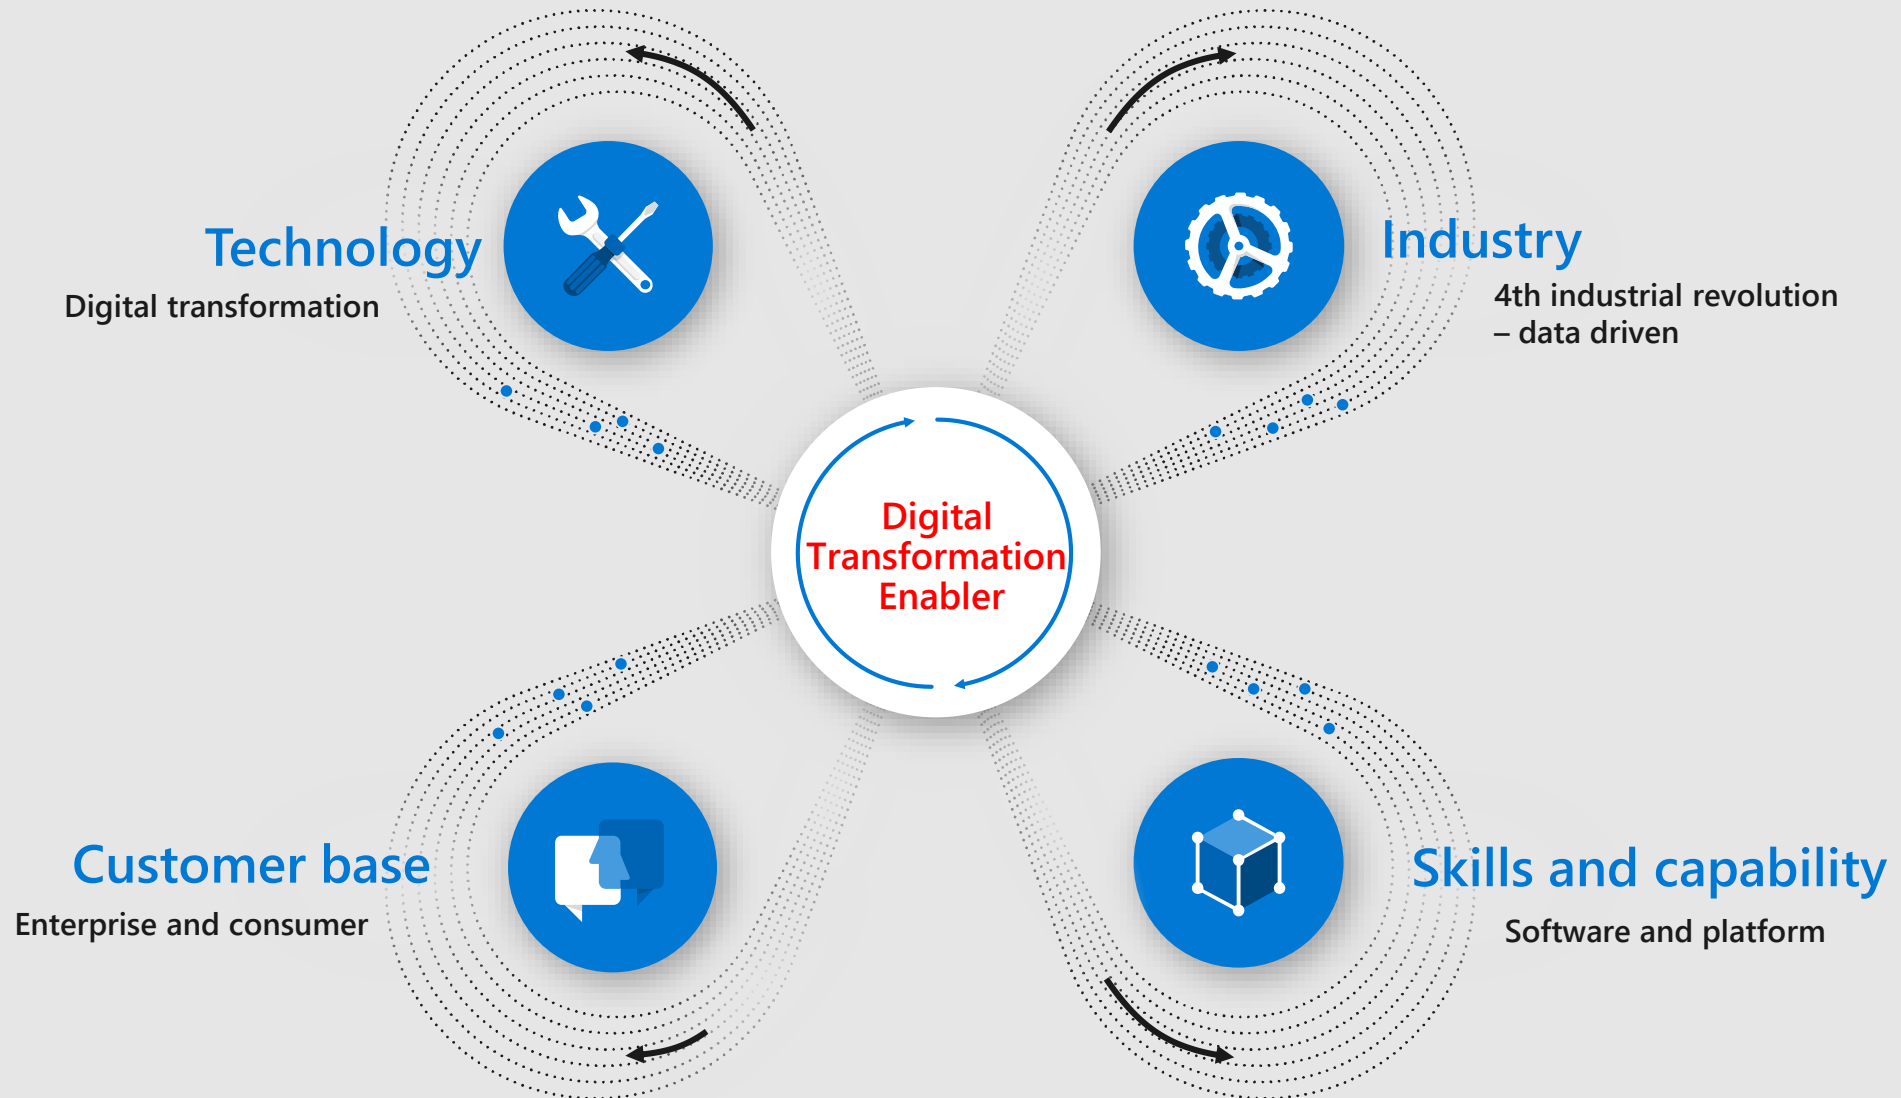 Technology
Digital transformation
Industry
4th industrial revolution
– data driven
Digital
Transformation
Enabler
Customer base
Enterprise and consumer
Skills and capability
Software and platform